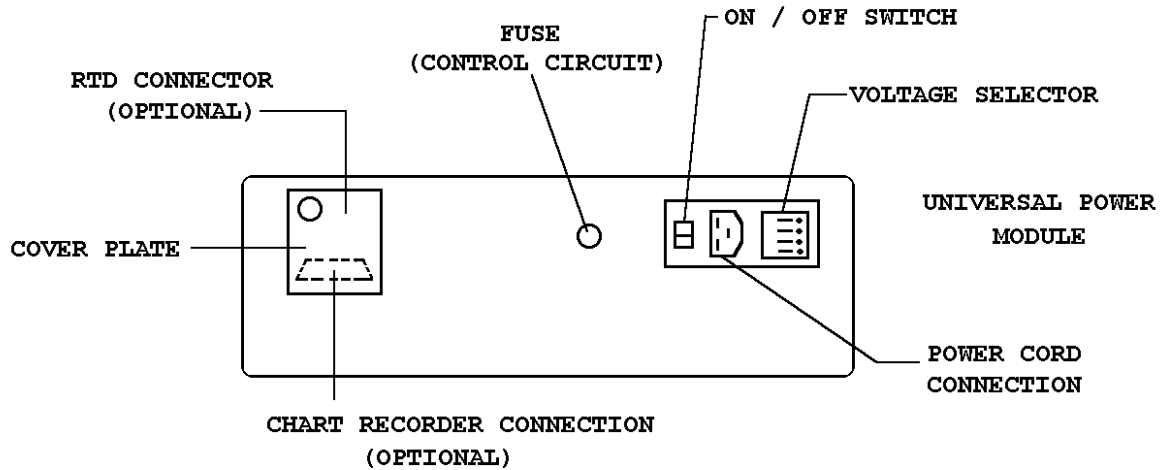 ON / OFF SWITCH
FUSE
(CONTROL CIRCUIT)
RTD CONNECTOR
(OPTIONAL)
VOLTAGE SELECTOR
UNIVERSAL POWER
MODULE
COVER PLATE
POWER CORD
CONNECTION
CHART RECORDER CONNECTION
(OPTIONAL)